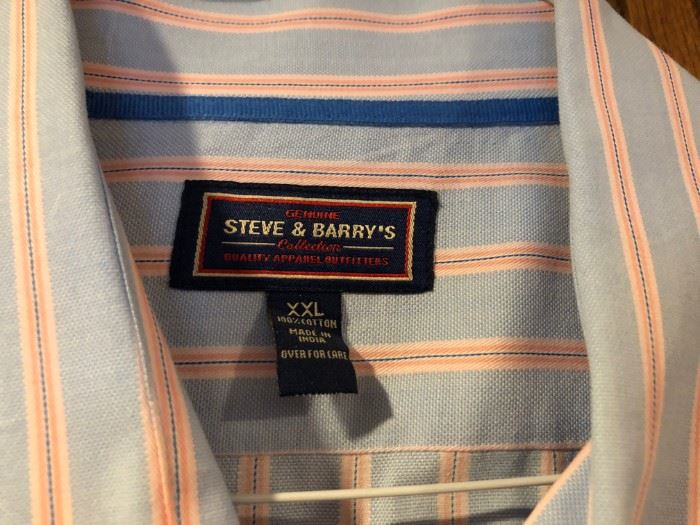 GENUINE
STEVE & BARRY'S
Collection
QUALITY APPAREL OUTFITTERS
XXL
100% COTTON
MADE IN
INDIA
OVER FOR CARE